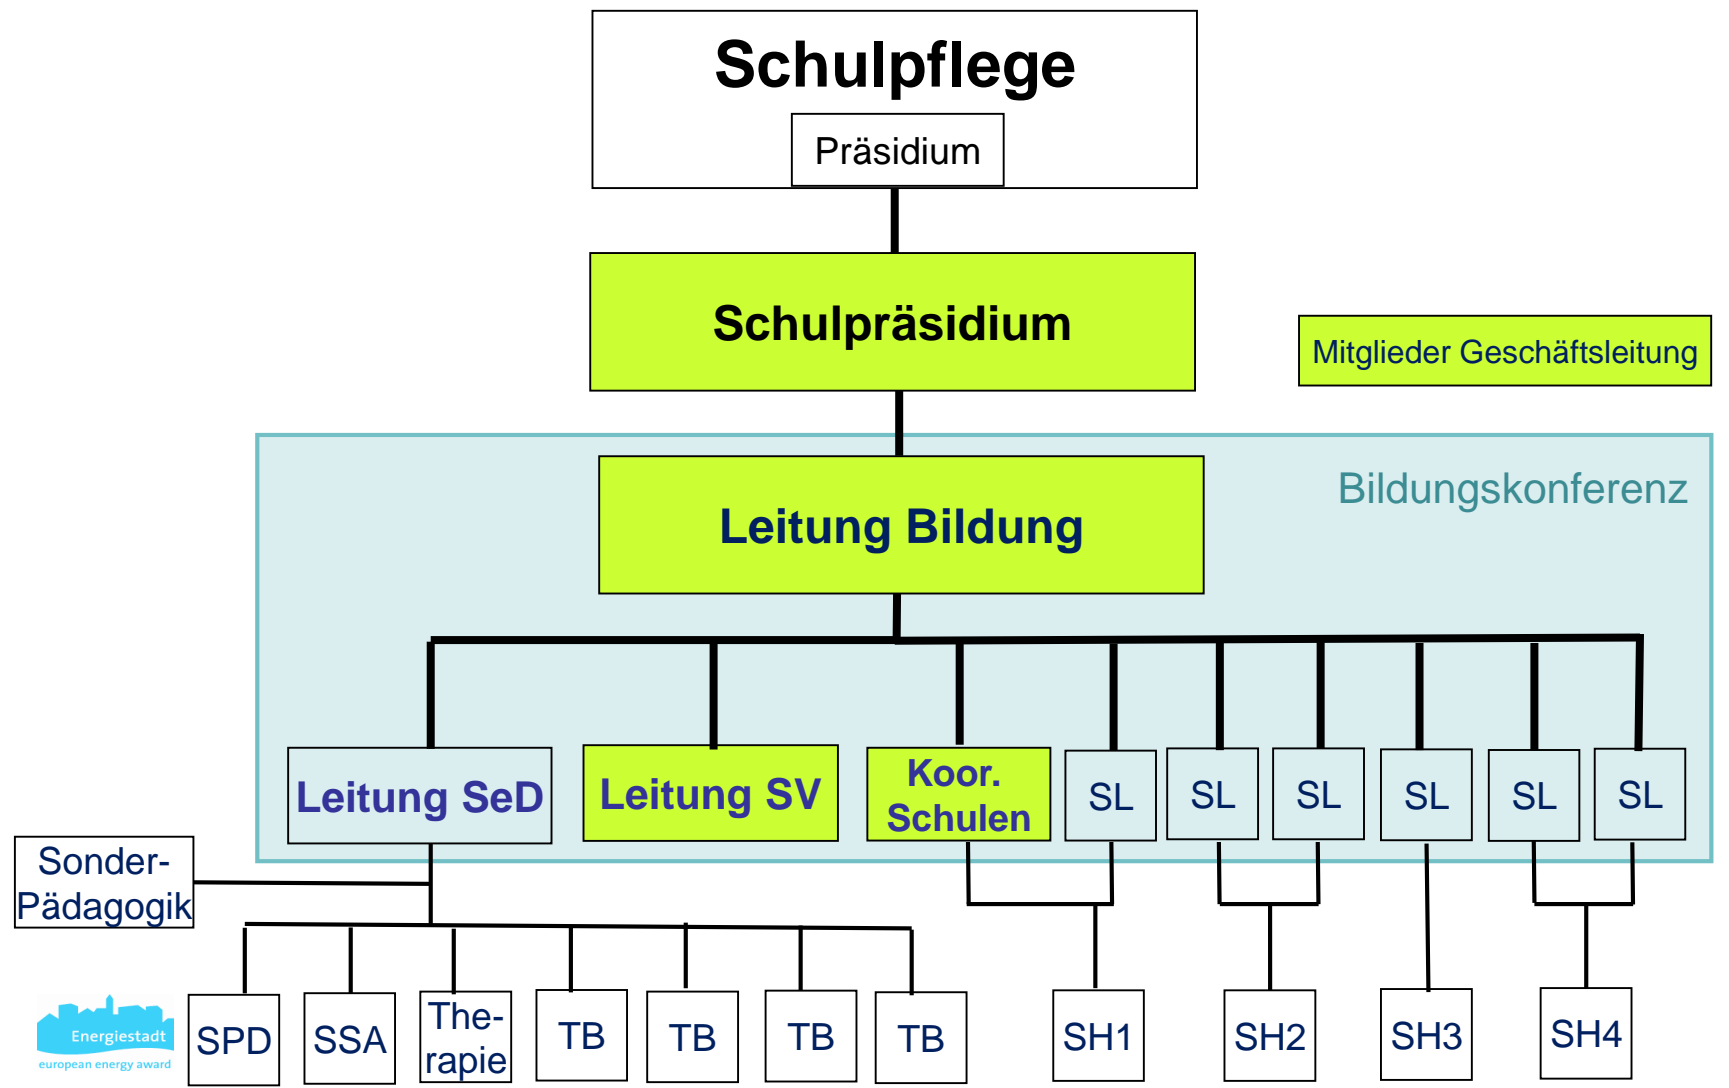 Schulpflege
Präsidium
Schulpräsidium
Mitglieder Geschäftsleitung
Bildungskonferenz
Leitung Bildung
Leitung SeD
Leitung SV
Koor.
Schulen
SL
SL
SL
SL
SL
SL
Sonder-
Pädagogik
SPD
SSA
The-
rapie
TB
TB
TB
TB
SH1
SH2
SH3
SH4
Energiestadt
european energy award